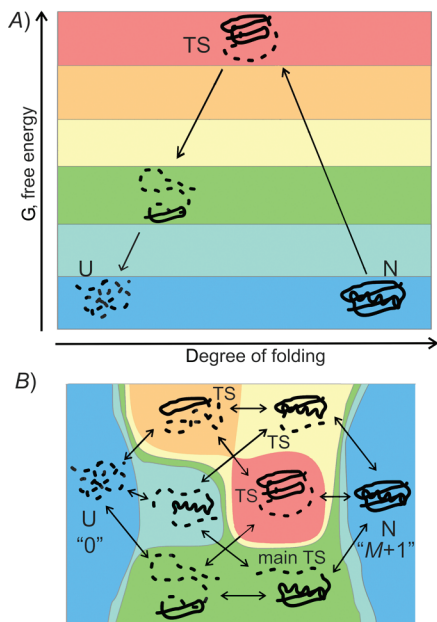 A)
TS
G, free energy
U
N
Degree of folding
B)
TS
TS
TS
U
"0"
N
"M+1"
main TS